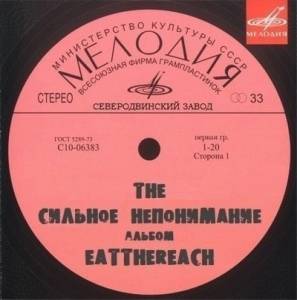 МИНИСТЕРСТВО КУЛЬТУРЫ СССР
МЕЛОДИЯ
МЕЛОДИЯ
ВСЕСОЮЗНАЯ ФИРМА ГРАМПЛАСТИНОК
СТЕРЕО
33
СЕВЕРОДВИНСКИЙ ЗАВОД
ГОСТ 5289-73
С10-06383
первая гр.
1-20
Сторона 1
THE
СИЛЬНОЕ НЕПОНИМАНИЕ
АЛЬБОМ
EATTHEREACH